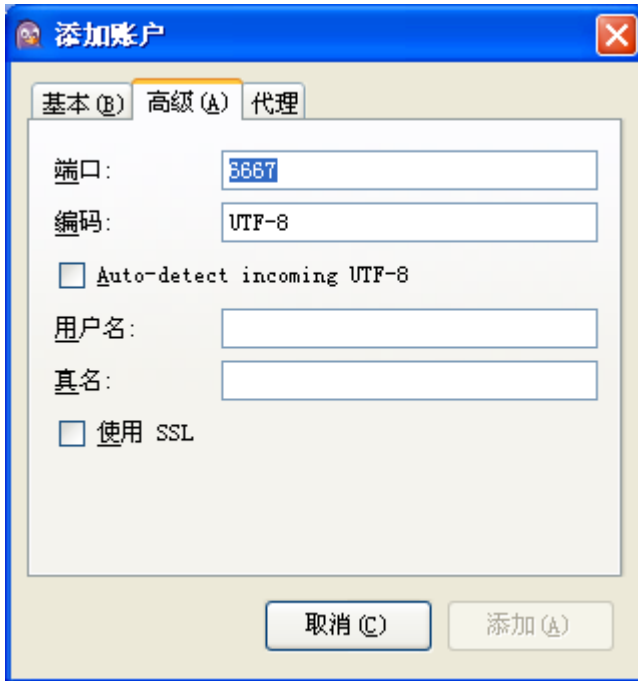 添加账户
基本(B) 高级(A) 代理
端口: 6667
编码: UTF-8
Auto-detect incoming UTF-8
用户名:
真名:
使用 SSL
取消(C) 添加(A)